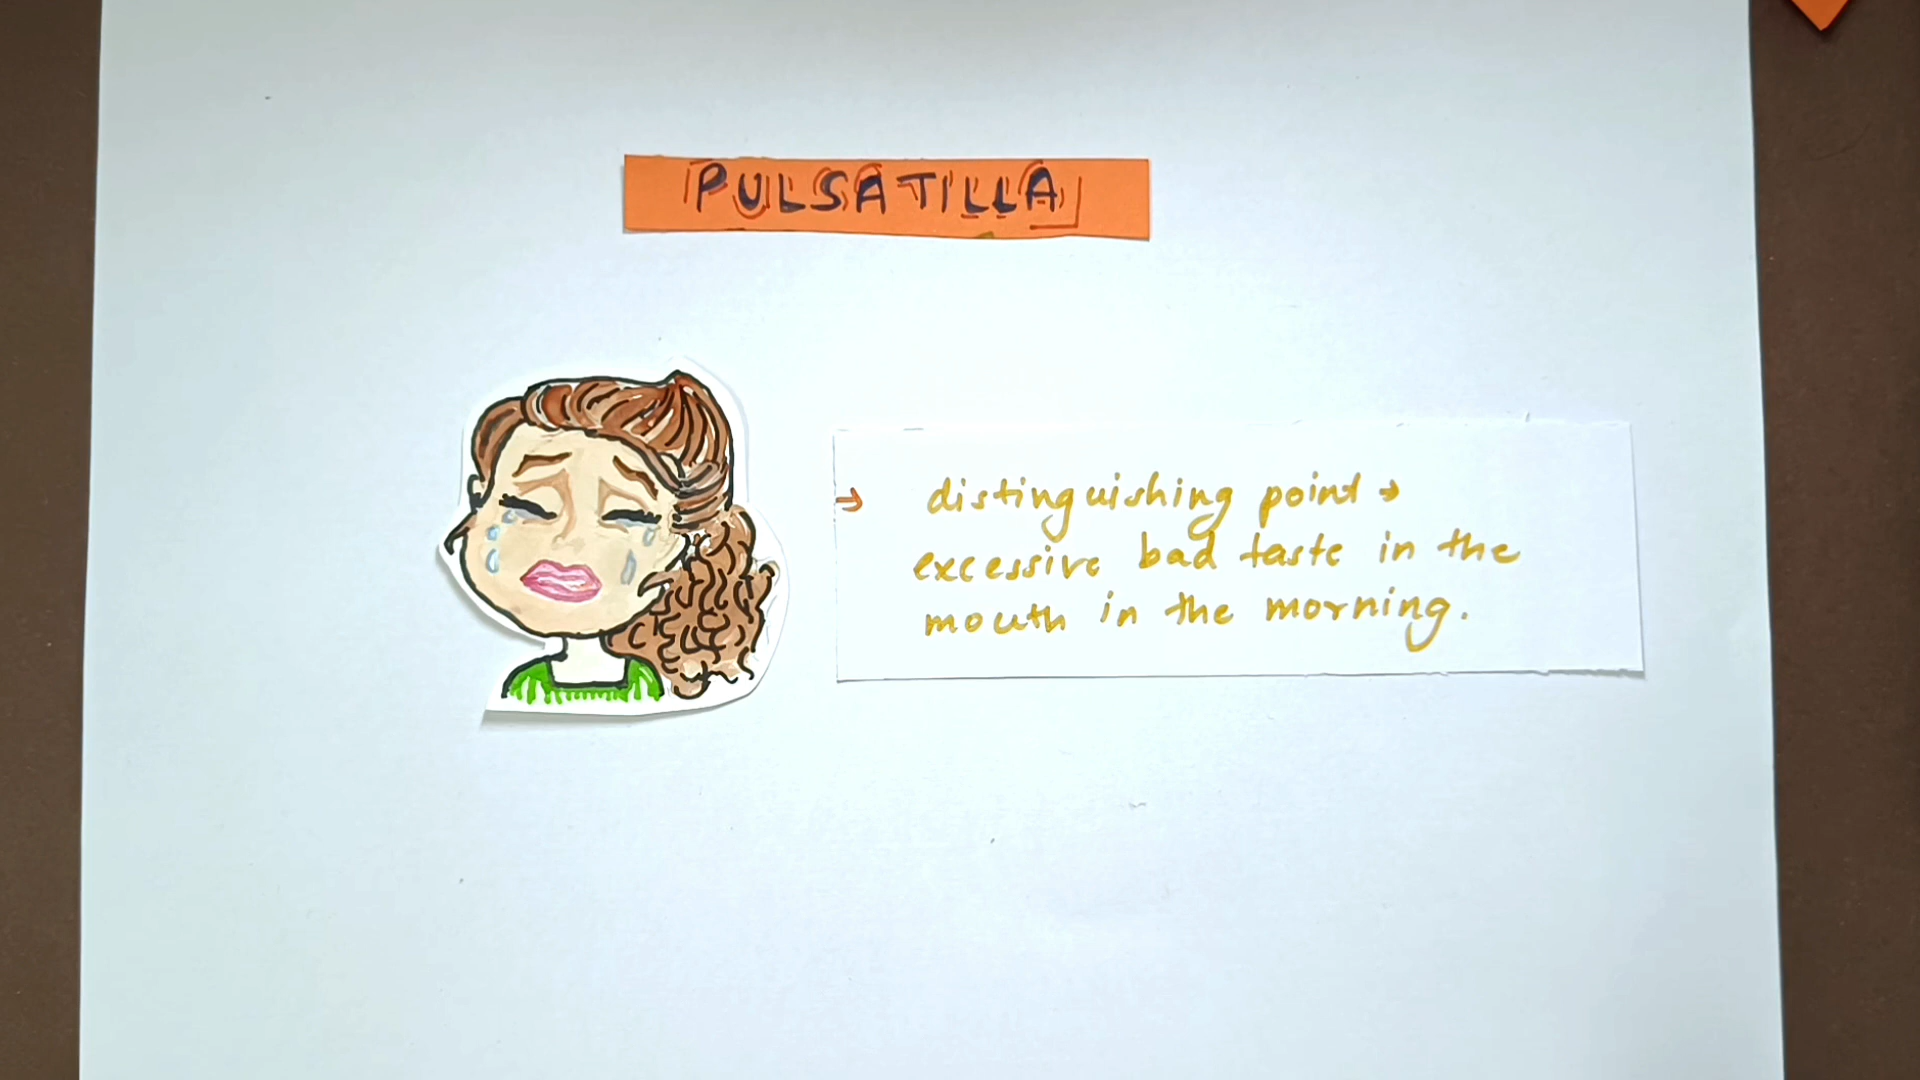 PULSATILLA
→ distinguishing point →
excessive bad taste in the
mouth in the morning.